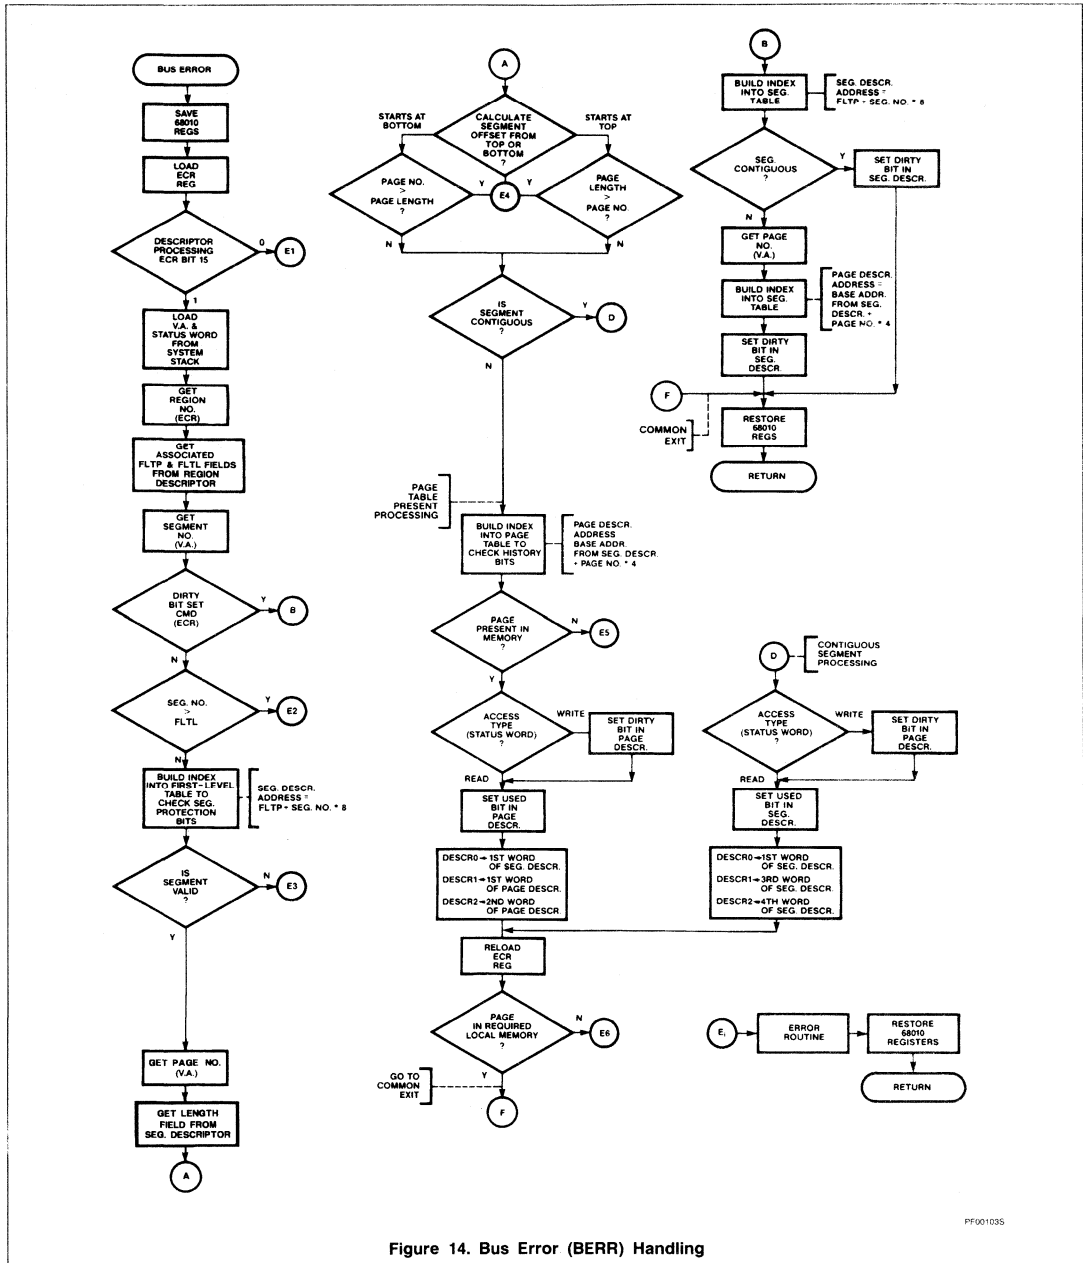 BUS ERROR
SAVE
68010
REGS
LOAD
ECR
REG
DESCRIPTOR
PROCESSING
ECR BIT 15
0
E1
1
LOAD
V.A. &
STATUS WORD
FROM
SYSTEM
STACK
GET
REGION
NO.
(ECR)
GET
ASSOCIATED
FLTP & FLTL FIELDS
FROM REGION
DESCRIPTOR
GET
SEGMENT
NO.
(V.A.)
DIRTY
BIT SET
CMD
(ECR)
Y
B
N
SEG. NO.
>
FLTL
Y
E2
N
BUILD INDEX
INTO FIRST-LEVEL
TABLE TO
CHECK SEG.
PROTECTION
BITS
SEG. DESCR.
ADDRESS =
FLTP + SEG. NO. * 8
IS
SEGMENT
VALID
?
N
E3
Y
GET PAGE NO.
(V.A.)
GET LENGTH
FIELD FROM
SEG. DESCRIPTOR
A
A
STARTS AT
BOTTOM
CALCULATE
SEGMENT
OFFSET FROM
TOP OR
BOTTOM
?
STARTS AT
TOP
PAGE NO.
>
PAGE LENGTH
?
Y
E4
Y
PAGE
LENGTH
>
PAGE NO.
?
N
N
IS
SEGMENT
CONTIGUOUS
?
Y
D
N
PAGE
TABLE
PRESENT
PROCESSING
BUILD INDEX
INTO PAGE
TABLE TO
CHECK HISTORY
BITS
PAGE DESCR.
ADDRESS
BASE ADDR.
FROM SEG. DESCR.
+ PAGE NO. * 4
PAGE
PRESENT IN
MEMORY
?
N
E5
Y
ACCESS
TYPE
(STATUS WORD)
?
WRITE
SET DIRTY
BIT IN
PAGE
DESCR.
READ
SET USED
BIT IN
PAGE
DESCR.
DESCR0→1ST WORD
OF SEG. DESCR.
DESCR1→1ST WORD
OF PAGE DESCR.
DESCR2→2ND WORD
OF PAGE DESCR.
RELOAD
ECR
REG
PAGE
IN REQUIRED
LOCAL MEMORY
?
N
E6
Y
GO TO
COMMON
EXIT
F
B
BUILD INDEX
INTO SEG.
TABLE
SEG. DESCR.
ADDRESS =
FLTP + SEG. NO. * 8
SEG.
CONTIGUOUS
?
Y
SET DIRTY
BIT IN
SEG. DESCR.
N
GET PAGE
NO.
(V.A.)
BUILD INDEX
INTO SEG.
TABLE
PAGE DESCR.
ADDRESS =
BASE ADDR.
FROM SEG.
DESCR. +
PAGE NO. * 4
SET DIRTY
BIT IN
SEG.
DESCR.
F
COMMON
EXIT
RESTORE
68010
REGS
RETURN
D
CONTIGUOUS
SEGMENT
PROCESSING
ACCESS
TYPE
(STATUS WORD)
?
WRITE
SET DIRTY
BIT IN
PAGE
DESCR.
READ
SET USED
BIT IN
SEG.
DESCR.
DESCR0→1ST WORD
OF SEG. DESCR.
DESCR1→3RD WORD
OF SEG. DESCR.
DESCR2→4TH WORD
OF SEG. DESCR.
Ei
ERROR
ROUTINE
RESTORE
68010
REGISTERS
RETURN
PF00103S
Figure 14. Bus Error (BERR) Handling